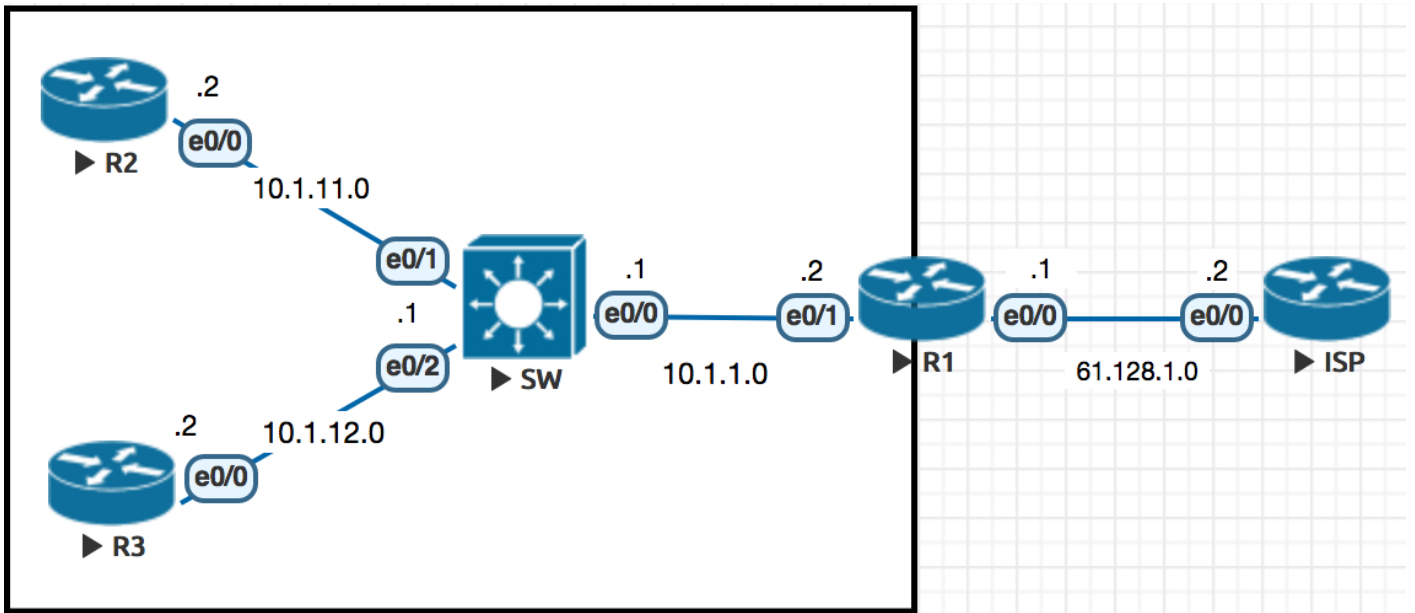 .2
e0/0
R2
10.1.11.0
e0/1
.1
e0/2
SW
.2
10.1.12.0
e0/0
R3
.1
e0/0
10.1.1.0
.2
e0/1
R1
.1
e0/0
61.128.1.0
.2
e0/0
ISP